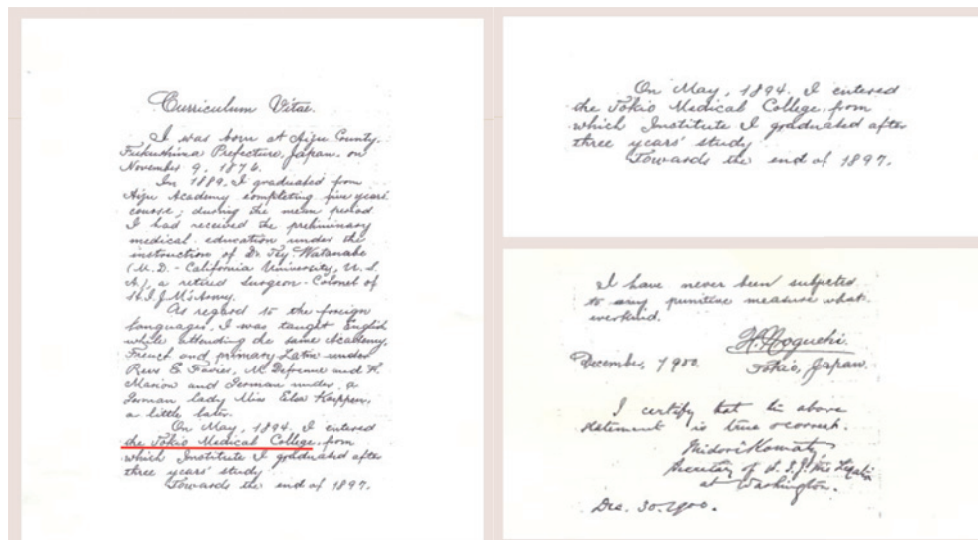 Curriculum Vitae.
I was born at Aizu County,
Fukushima Prefecture, Japan, on
November 9, 1876.
In 1889, I graduated from
Aizu Academy completing five years'
course; during the mean period
I had received the preliminary
medical education under the
instruction of Dr. Ky. Watanabe
(M.D. - California University, U.S.
A.), a retired Surgeon-Colonel of
H.I.J.M's Army.
As regard to the foreign
languages, I was taught English
while attending the same Academy,
French and primary Latin under
Revs E. Favier, M. Defrenne and H.
Marion and German under a
German lady Miss Elsa Karppen,
a little later.
On May, 1894. I entered
the Tokio Medical College, from
which Institute I graduated after
three years' study.
Towards the end of 1897.
On May, 1894. I entered
the Tokio Medical College, from
which Institute I graduated after
three years' study.
Towards the end of 1897.
I have never been subjected
to any punitive measure what-
everkind.
H. Noguchi.
December, 1900. Tokio, Japan.
I certify that the above
statement is true & correct.
Midori Komatz,
Secretary of H.I.J.M's Legation
at Washington.
Dec. 30. 1900.